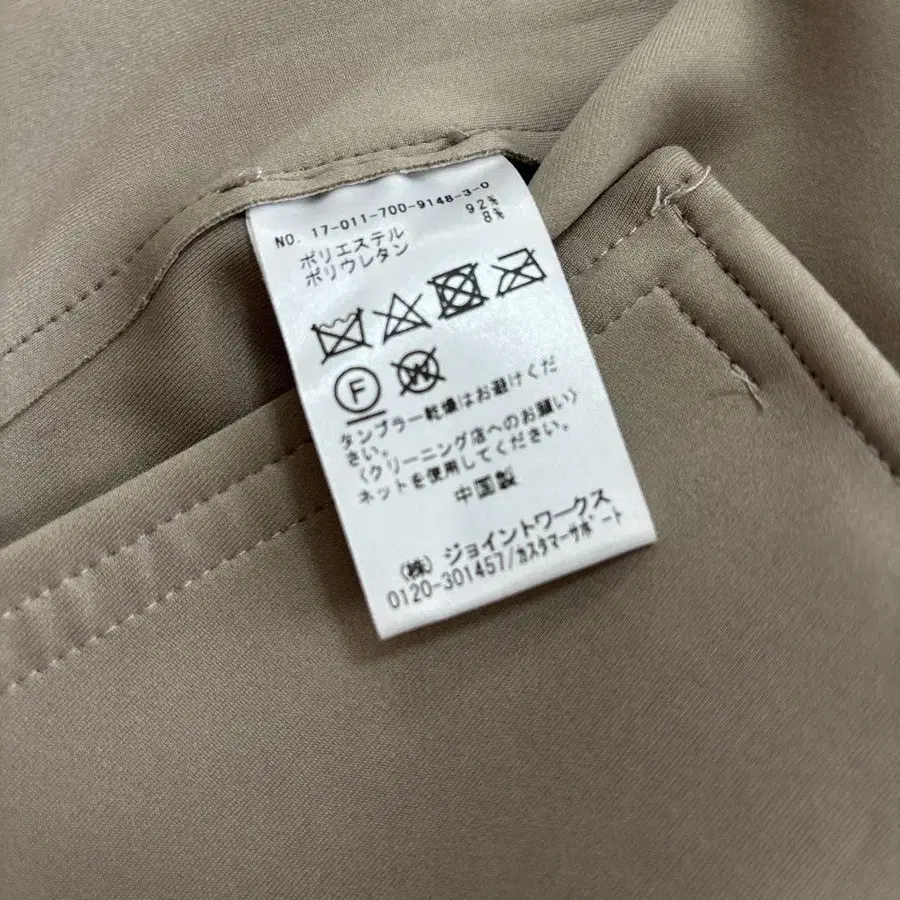 NO. 17-011-700-9148-3-0
ポリエステル 92%
ポリウレタン 8%
F W
タンブラー乾燥はお避けくだ
さい。
〈クリーニング店へのお願い〉
ネットを使用してください。
中国製
(株) ジョイントワークス
0120-301457/カスタマーサポート